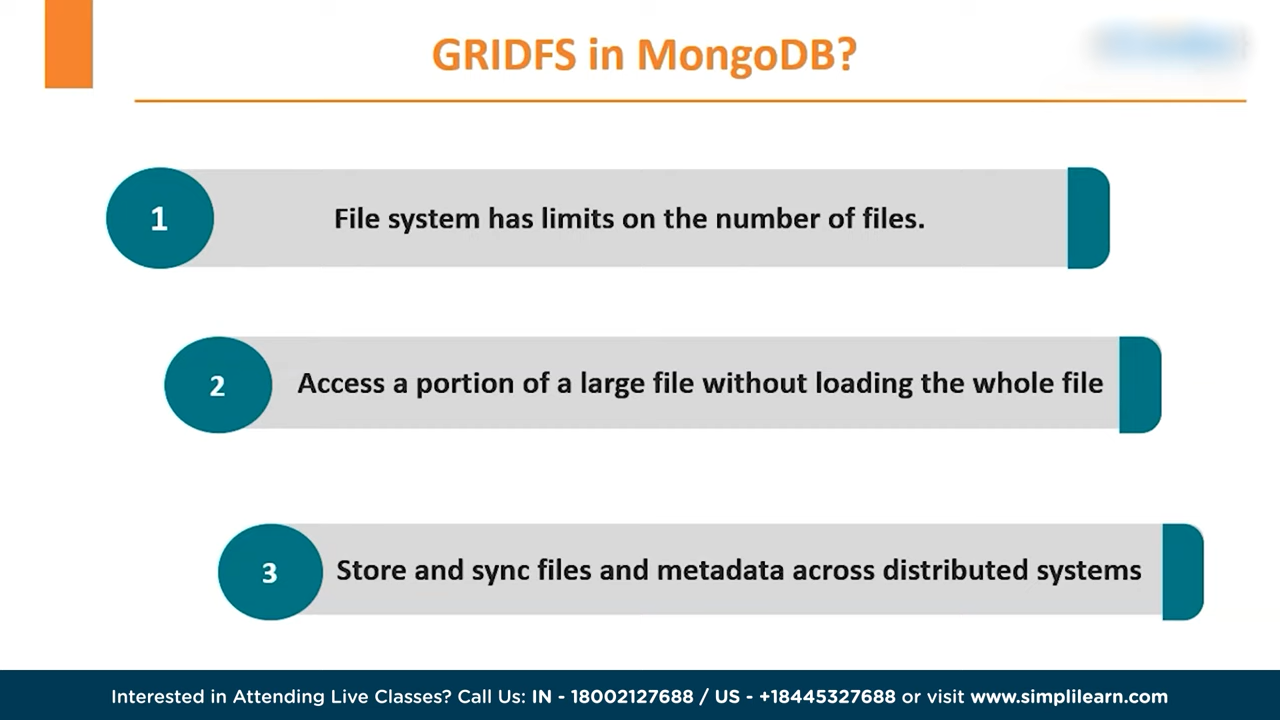 GRIDFS in MongoDB?
1
File system has limits on the number of files.
2
Access a portion of a large file without loading the whole file
3
Store and sync files and metadata across distributed systems
Interested in Attending Live Classes? Call Us: IN - 18002127688 / US - +18445327688 or visit www.simplilearn.com